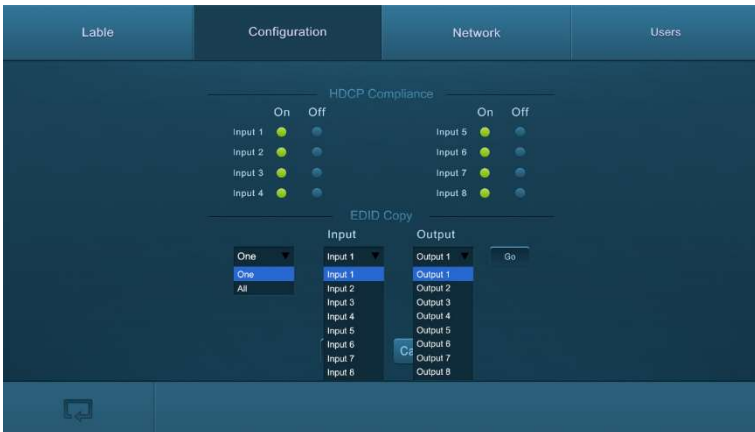 Lable Configuration Network Users
HDCP Compliance
On Off On Off
Input 1 Input 5
Input 2 Input 6
Input 3 Input 7
Input 4 Input 8
EDID Copy
Input Output
One Input 1 Output 1 Go
One Input 1 Output 1
All Input 2 Output 2
Input 3 Output 3
Input 4 Output 4
Input 5 Output 5
Input 6 Output 6
Input 7 Output 7
Input 8 Output 8